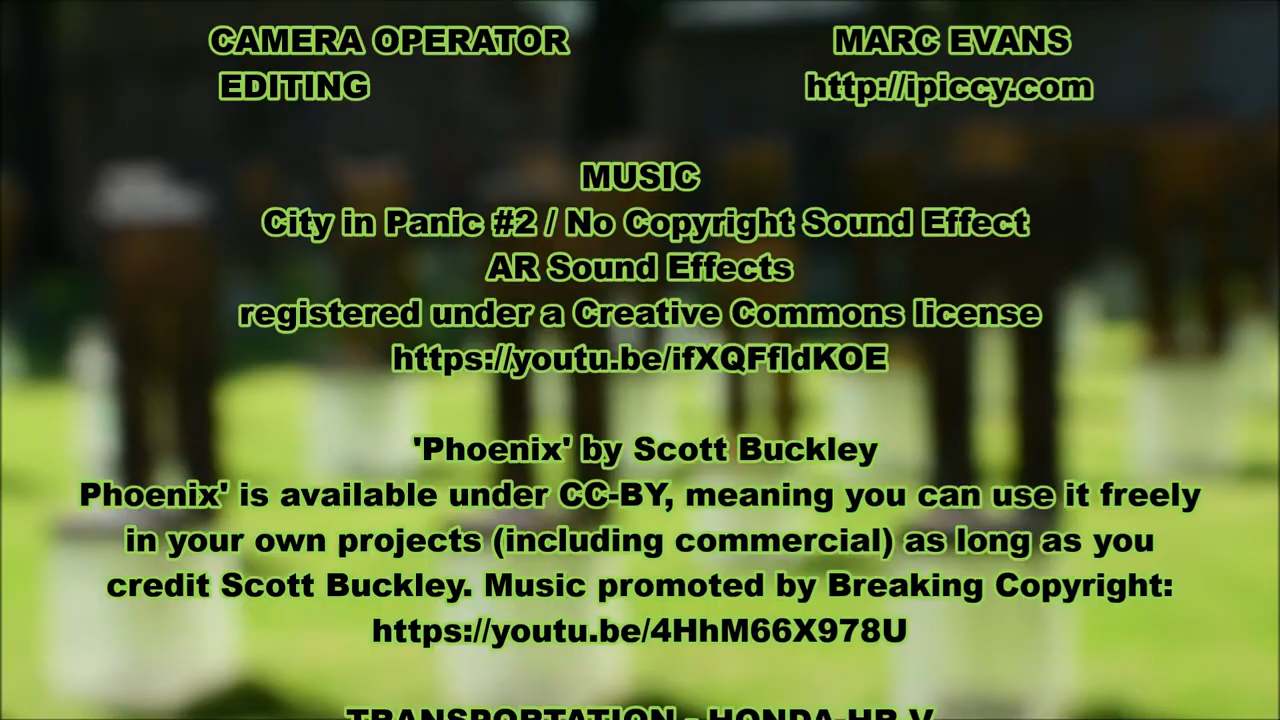 CAMERA OPERATOR MARC EVANS
EDITING http://ipiccy.com
MUSIC
City in Panic #2 / No Copyright Sound Effect
AR Sound Effects
registered under a Creative Commons license
https://youtu.be/ifXQFfldKOE
'Phoenix' by Scott Buckley
Phoenix' is available under CC-BY, meaning you can use it freely
in your own projects (including commercial) as long as you
credit Scott Buckley. Music promoted by Breaking Copyright:
https://youtu.be/4HhM66X978U
TRANSPORTATION - HONDA HR V